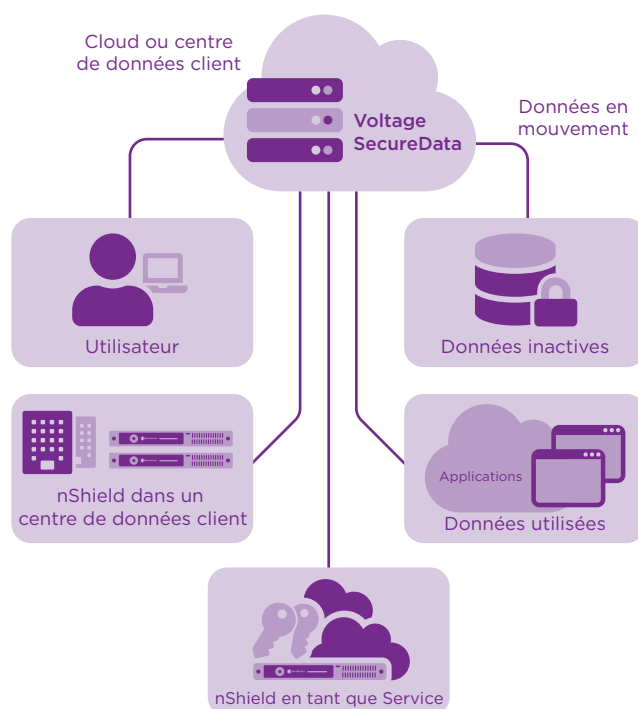 Cloud ou centre
de données client
Voltage
SecureData
Données en
mouvement
Utilisateur
Données inactives
nShield dans un
centre de données client
Applications
Données utilisées
nShield en tant que Service